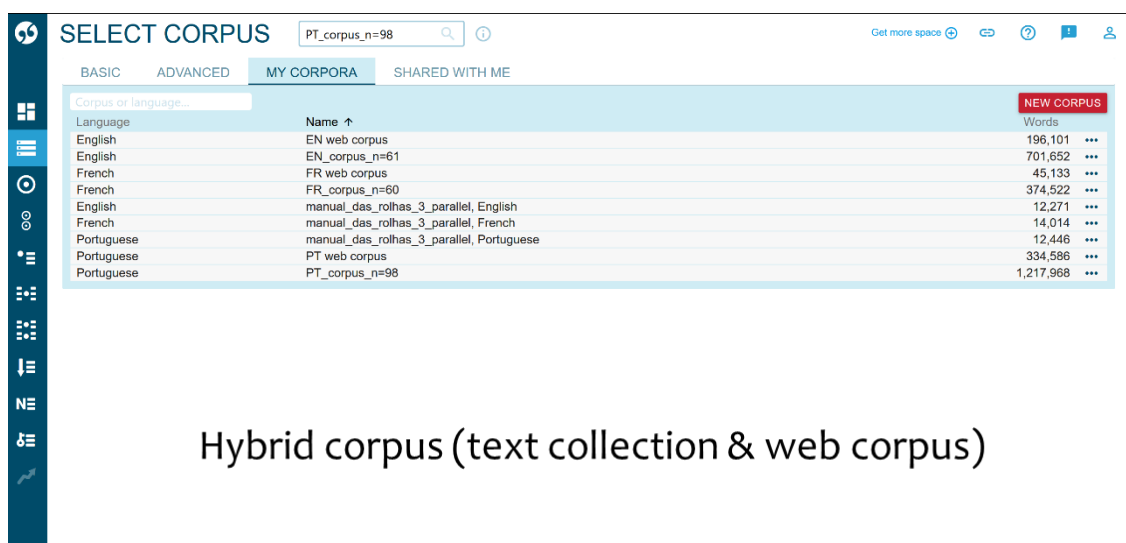 SELECT CORPUS PT_corpus_n=98 Get more space
BASIC ADVANCED MY CORPORA SHARED WITH ME
Corpus or language... NEW CORPUS
Language Name ↑ Words
English EN web corpus 196,101 •••
English EN_corpus_n=61 701,652 •••
French FR web corpus 45,133 •••
French FR_corpus_n=60 374,522 •••
English manual_das_rolhas_3_parallel, English 12,271 •••
French manual_das_rolhas_3_parallel, French 14,014 •••
Portuguese manual_das_rolhas_3_parallel, Portuguese 12,446 •••
Portuguese PT web corpus 334,586 •••
Portuguese PT_corpus_n=98 1,217,968 •••
N
Hybrid corpus (text collection & web corpus)